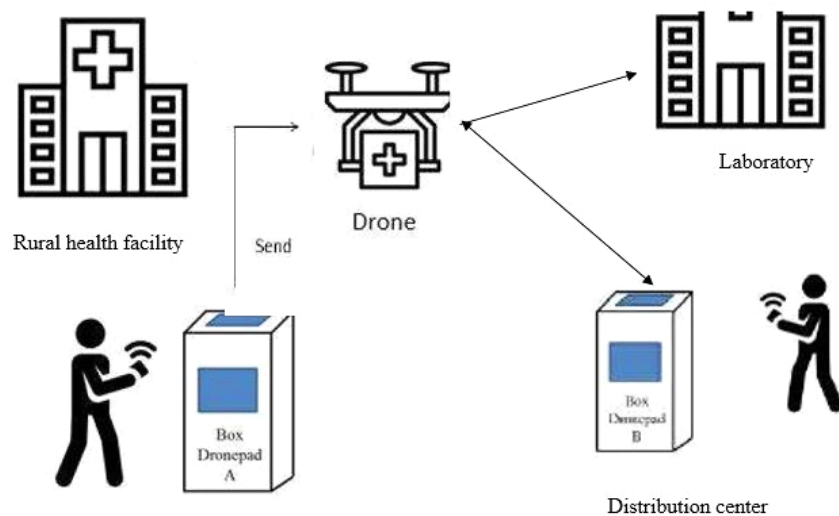 Laboratory
Drone
Rural health facility
Send
Box
Dronepad
A
Box
Dronepad
B
Distribution center